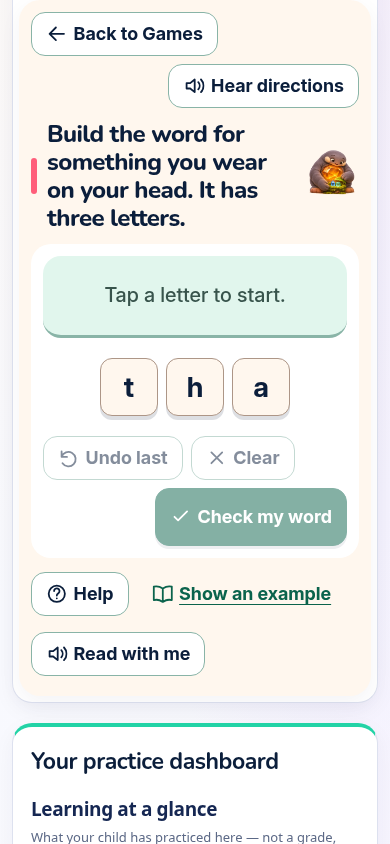 Back to Games
Hear directions
Build the word for
something you wear
on your head. It has
three letters.
Tap a letter to start.
t h a
Undo last Clear
Check my word
Help Show an example
Read with me
Your practice dashboard
Learning at a glance
What your child has practiced here — not a grade,